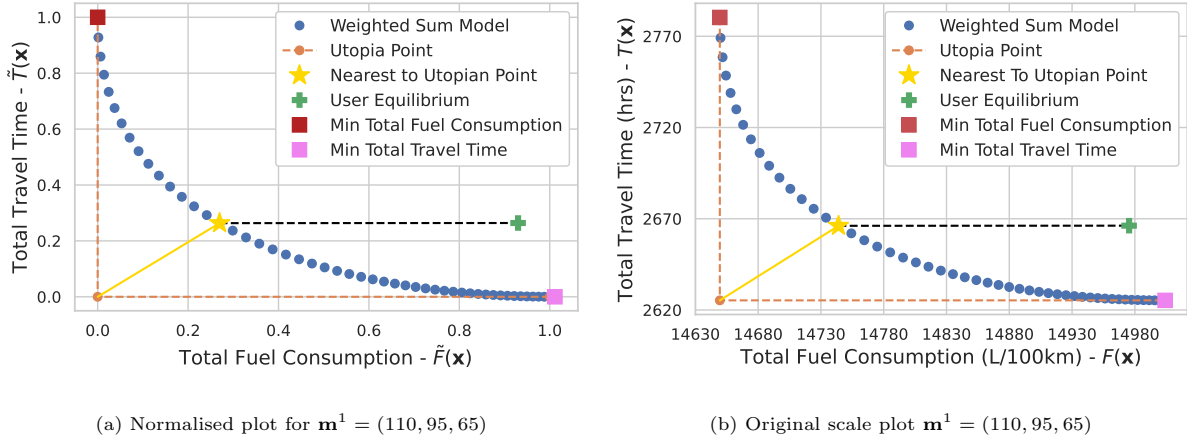 1.0
0.8
0.6
0.4
0.2
0.0
Total Travel Time - T̃(x)
Weighted Sum Model
Utopia Point
Nearest to Utopian Point
User Equilibrium
Min Total Fuel Consumption
Min Total Travel Time
0.0 0.2 0.4 0.6 0.8 1.0
Total Fuel Consumption - F̃(x)
(a) Normalised plot for m¹ = (110, 95, 65)
2770
2720
2670
2620
Total Travel Time (hrs) - T(x)
Weighted Sum Model
Utopia Point
Nearest To Utopian Point
User Equilibrium
Min Total Fuel Consumption
Min Total Travel Time
14630 14680 14730 14780 14830 14880 14930 14980
Total Fuel Consumption (L/100km) - F(x)
(b) Original scale plot m¹ = (110, 95, 65)